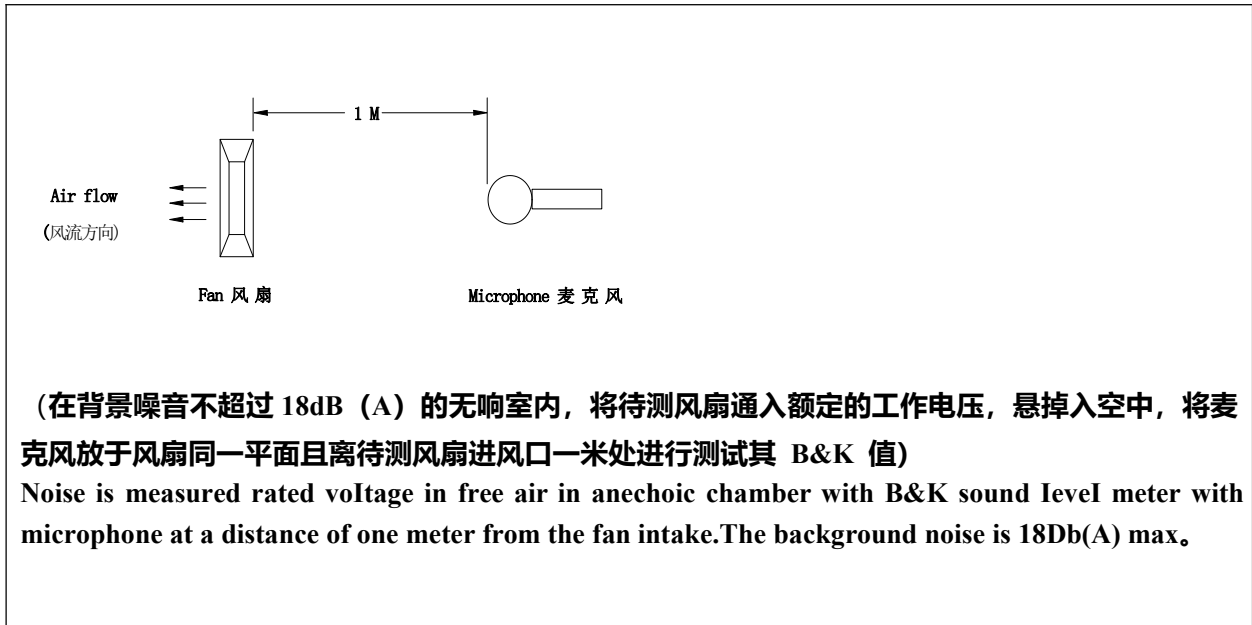 1 M
Air flow
(风流方向)
Fan 风 扇
Microphone 麦 克 风
（在背景噪音不超过 18dB（A）的无响室内，将待测风扇通入额定的工作电压，悬掉入空中，将麦
克风放于风扇同一平面且离待测风扇进风口一米处进行测试其 B&K 值)
Noise is measured rated voItage in free air in anechoic chamber with B&K sound IeveI meter with
microphone at a distance of one meter from the fan intake.The background noise is 18Db(A) max。